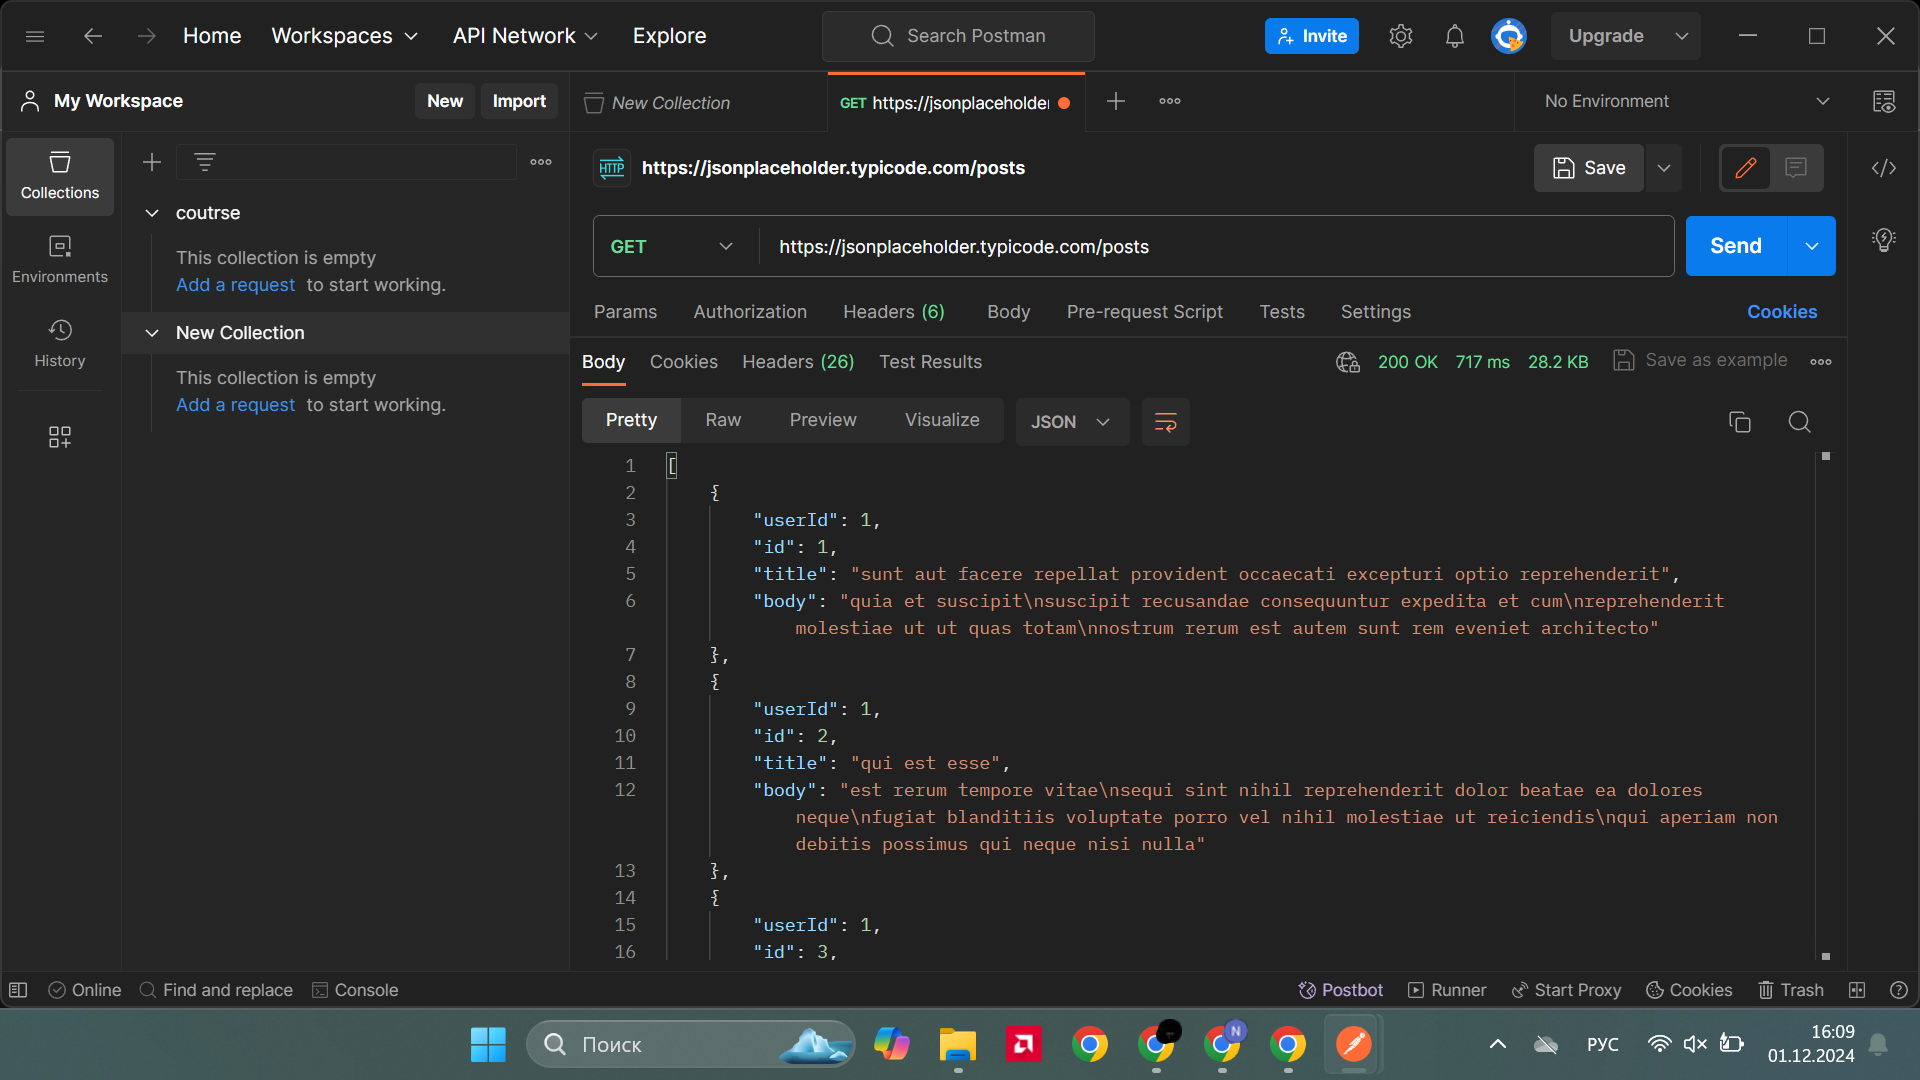 Home
Workspaces
API Network
Explore
Search Postman
Invite
Upgrade
My Workspace
New
Import
New Collection
GET https://jsonplaceholder
No Environment
Collections
Environments
History
coutrse
This collection is empty
Add a request to start working.
New Collection
This collection is empty
Add a request to start working.
HTTP
https://jsonplaceholder.typicode.com/posts
Save
GET
https://jsonplaceholder.typicode.com/posts
Send
Params
Authorization
Headers (6)
Body
Pre-request Script
Tests
Settings
Cookies
Body
Cookies
Headers (26)
Test Results
200 OK
717 ms
28.2 KB
Save as example
Pretty
Raw
Preview
Visualize
JSON
1 [
2 {
3 "userId": 1,
4 "id": 1,
5 "title": "sunt aut facere repellat provident occaecati excepturi optio reprehenderit",
6 "body": "quia et suscipit\nsuscipit recusandae consequuntur expedita et cum\nreprehenderit
molestiae ut ut quas totam\nnostrum rerum est autem sunt rem eveniet architecto"
7 },
8 {
9 "userId": 1,
10 "id": 2,
11 "title": "qui est esse",
12 "body": "est rerum tempore vitae\nsequi sint nihil reprehenderit dolor beatae ea dolores
neque\nfugiat blanditiis voluptate porro vel nihil molestiae ut reiciendis\nqui aperiam non
debitis possimus qui neque nisi nulla"
13 },
14 {
15 "userId": 1,
16 "id": 3,
Online
Find and replace
Console
Postbot
Runner
Start Proxy
Cookies
Trash
Поиск
N
РУС
16:09
01.12.2024